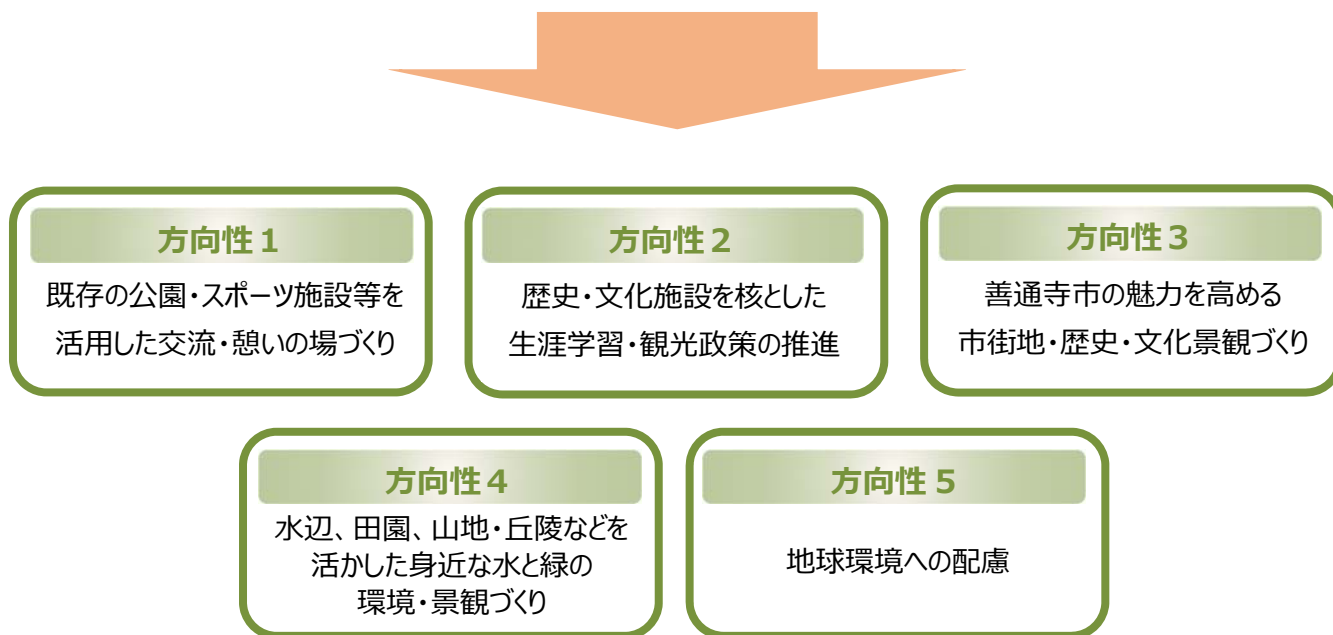 方向性1
既存の公園・スポーツ施設等を
活用した交流・憩いの場づくり
方向性2
歴史・文化施設を核とした
生涯学習・観光政策の推進
方向性3
善通寺市の魅力を高める
市街地・歴史・文化景観づくり
方向性4
水辺、田園、山地・丘陵などを
活かした身近な水と緑の
環境・景観づくり
方向性5
地球環境への配慮